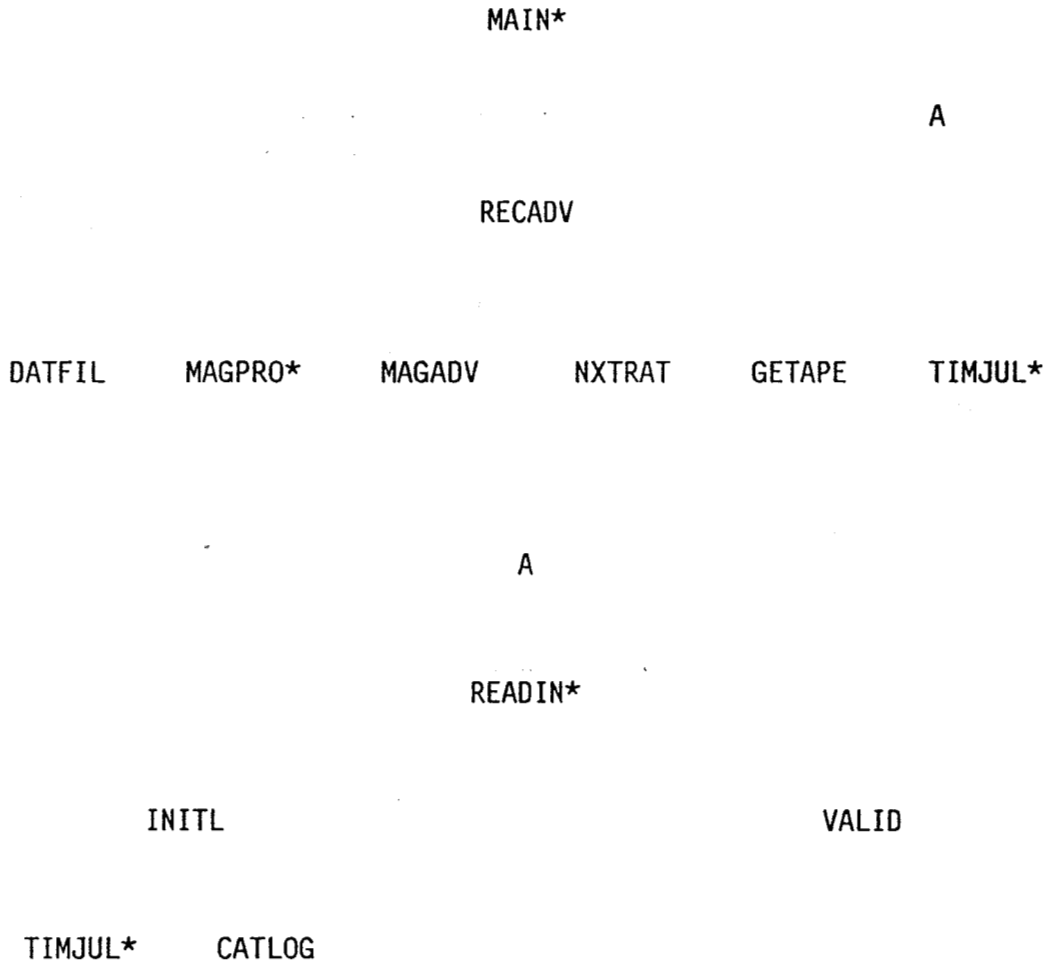 MAIN*
A
RECADV
DATFIL MAGPRO* MAGADV NXTRAT GETAPE TIMJUL*
A
READIN*
INITL VALID
TIMJUL* CATLOG